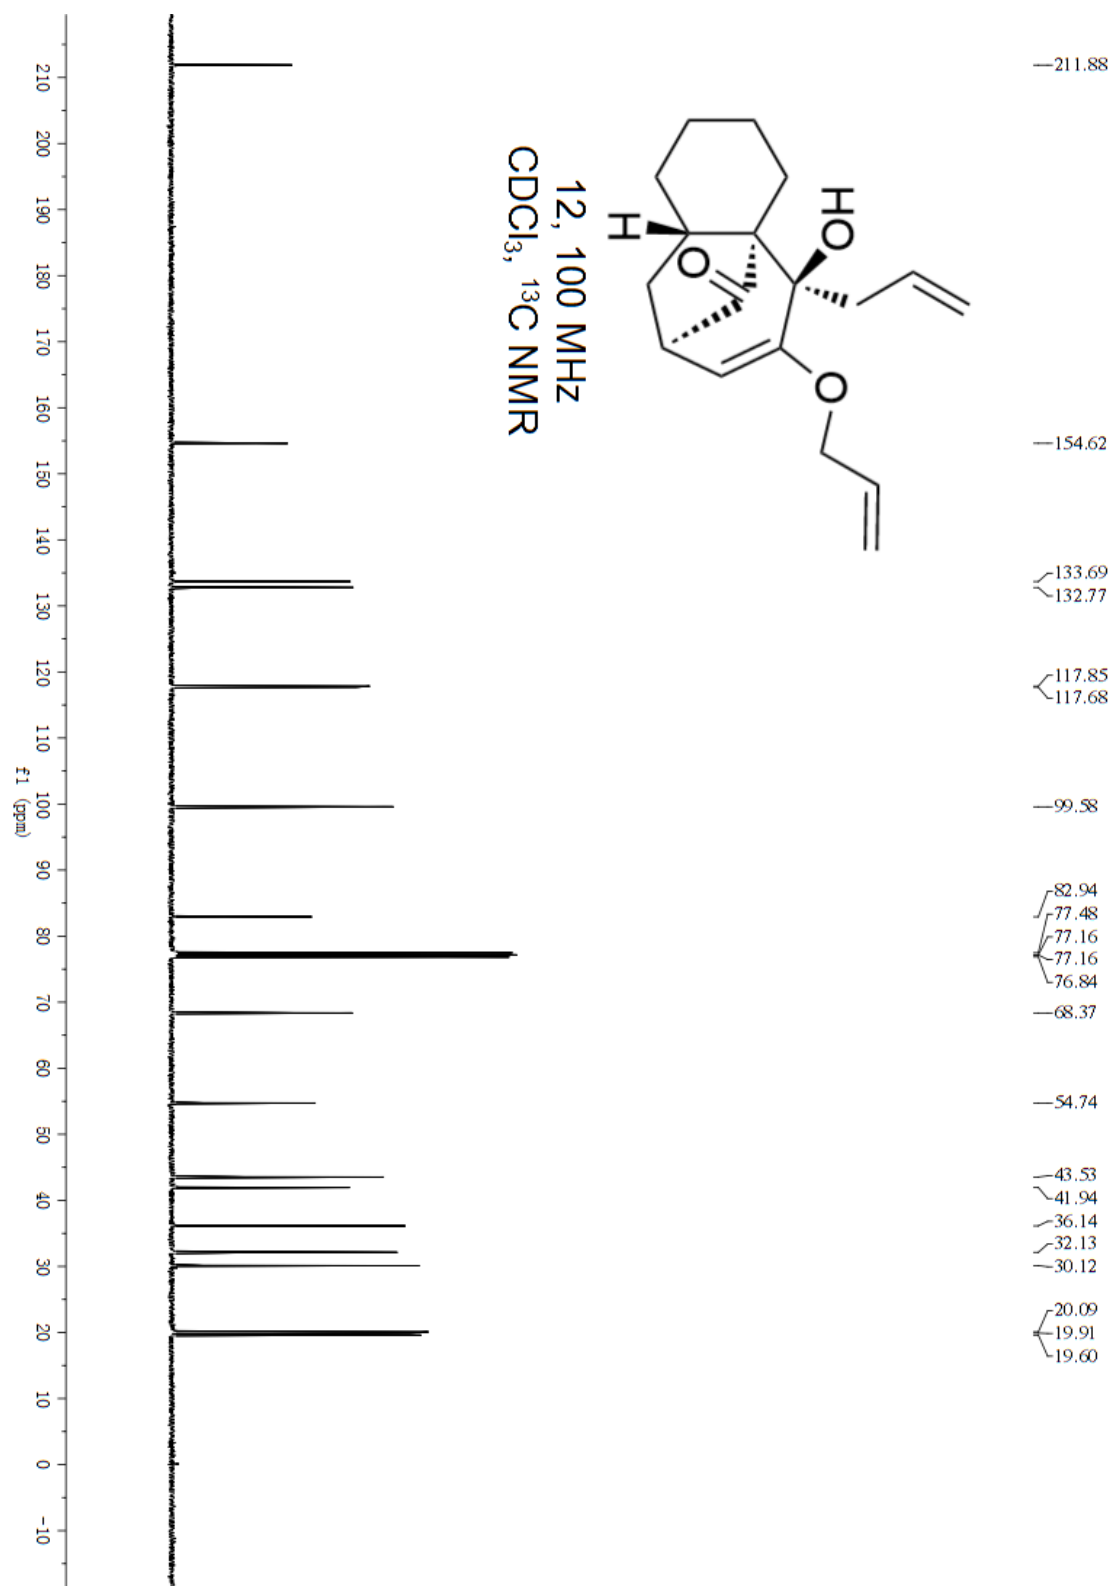 211.88
154.62
133.69
132.77
117.85
117.68
99.58
82.94
77.48
77.16
77.16
76.84
68.37
54.74
43.53
41.94
36.14
32.13
30.12
20.09
19.91
19.60
HO
O
O
H
12, 100 MHz
CDCl₃, ¹³C NMR
210 200 190 180 170 160 150 140 130 120 110 100 90 80 70 60 50 40 30 20 10 0 -10
f1 (ppm)